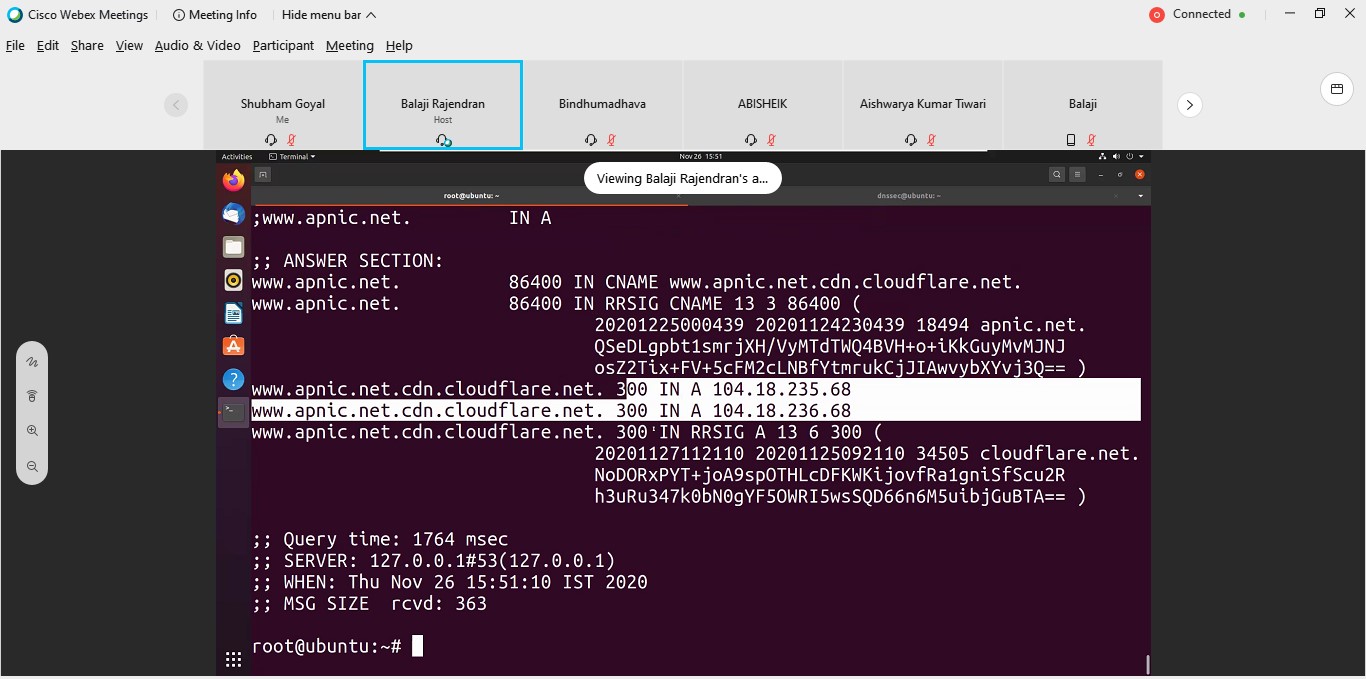 Cisco Webex Meetings Meeting Info Hide menu bar Connected
File Edit Share View Audio & Video Participant Meeting Help
Shubham Goyal
Me
Balaji Rajendran
Host
Bindhumadhava
ABISHEIK
Aishwarya Kumar Tiwari
Balaji
Activities Terminal Nov 26 15:51
Viewing Balaji Rajendran's a...
root@ubuntu: ~ dnssec@ubuntu: ~
;www.apnic.net. IN A
;; ANSWER SECTION:
www.apnic.net. 86400 IN CNAME www.apnic.net.cdn.cloudflare.net.
www.apnic.net. 86400 IN RRSIG CNAME 13 3 86400 (
20201225000439 20201124230439 18494 apnic.net.
QSeDLgpbt1smrjXH/VyMTdTWQ4BVH+o+iKkGuyMvMJNJ
osZ2Tix+FV+5cFM2cLNBfYtmrukCjJIAwvybXYvj3Q== )
www.apnic.net.cdn.cloudflare.net. 300 IN A 104.18.235.68
www.apnic.net.cdn.cloudflare.net. 300 IN A 104.18.236.68
www.apnic.net.cdn.cloudflare.net. 300 IN RRSIG A 13 6 300 (
20201127112110 20201125092110 34505 cloudflare.net.
NoDORxPYT+joA9spOTHLcDFKWKijovfRa1gniSfScu2R
h3uRu347k0bN0gYF5OWRI5wsSQD66n6M5uibjGuBTA== )
;; Query time: 1764 msec
;; SERVER: 127.0.0.1#53(127.0.0.1)
;; WHEN: Thu Nov 26 15:51:10 IST 2020
;; MSG SIZE rcvd: 363
root@ubuntu:~#